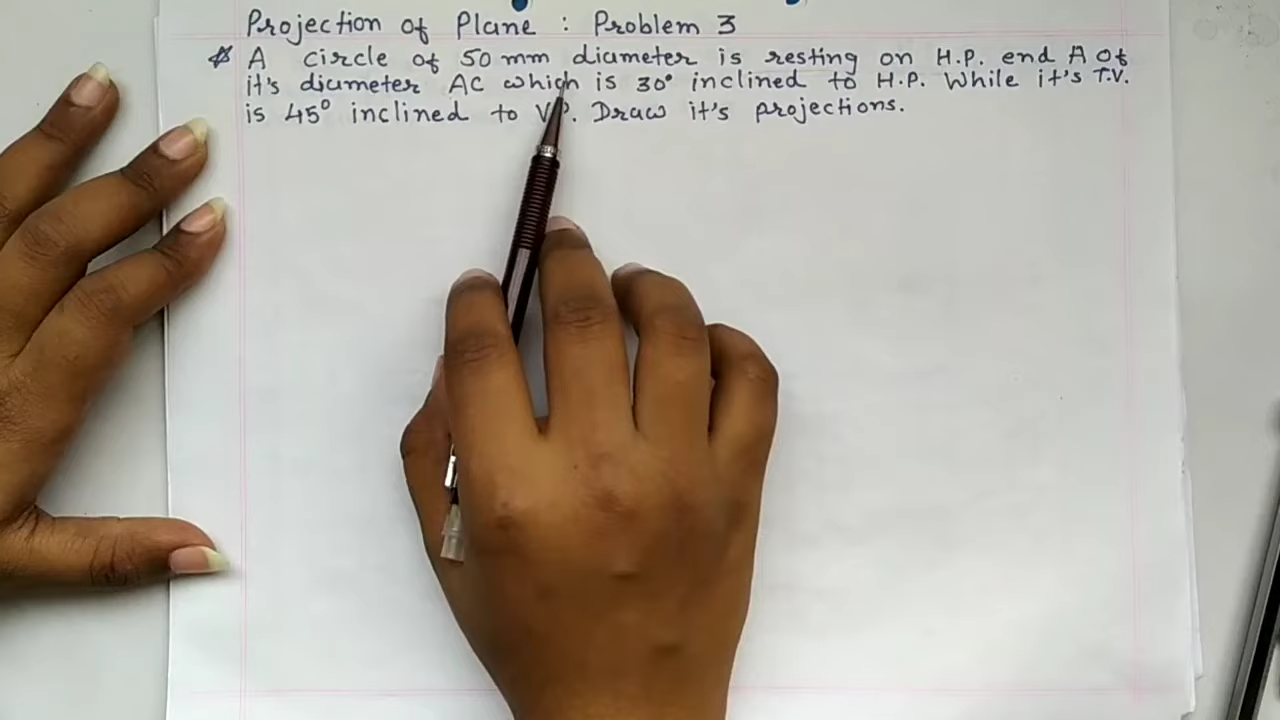 Projection of Plane : Problem 3
A circle of 50 mm diameter is resting on H.P. end A of
it's diameter AC which is 30° inclined to H.P. While it's T.V.
is 45° inclined to VP. Draw it's projections.